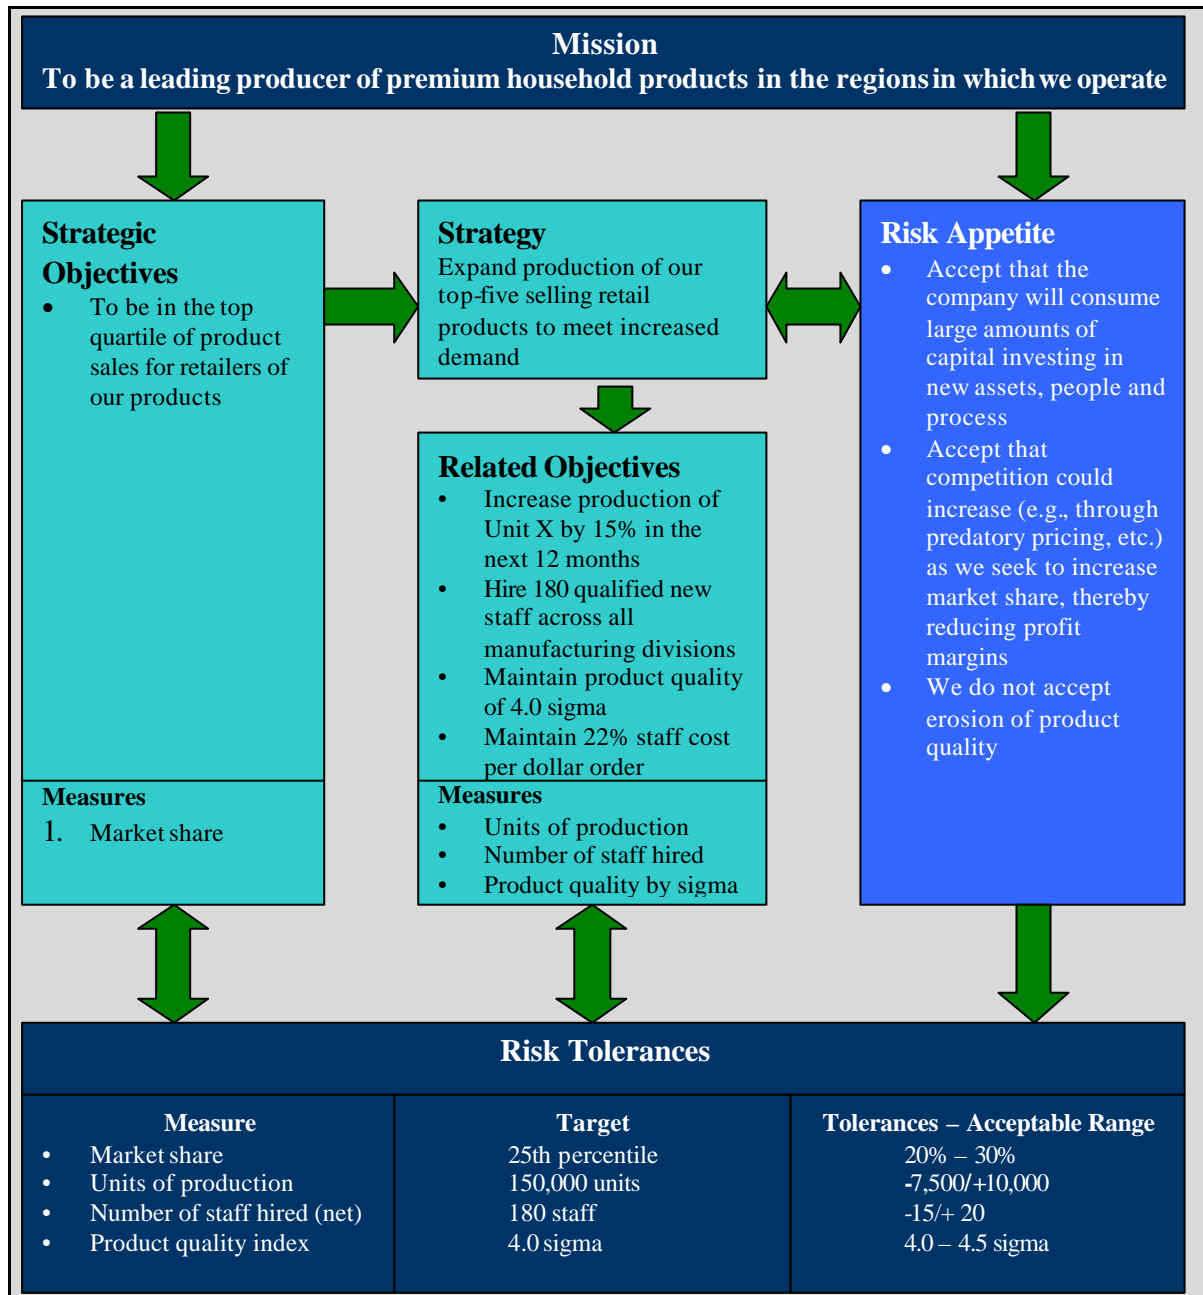 Mission
To be a leading producer of premium household products in the regions in which we operate
Strategic
Objectives
• To be in the top
quartile of product
sales for retailers of
our products
Measures
1. Market share
Strategy
Expand production of our
top-five selling retail
products to meet increased
demand
Related Objectives
• Increase production of
Unit X by 15% in the
next 12 months
• Hire 180 qualified new
staff across all
manufacturing divisions
• Maintain product quality
of 4.0 sigma
• Maintain 22% staff cost
per dollar order
Measures
• Units of production
• Number of staff hired
• Product quality by sigma
Risk Appetite
• Accept that the
company will consume
large amounts of
capital investing in
new assets, people and
process
• Accept that
competition could
increase (e.g., through
predatory pricing, etc.)
as we seek to increase
market share, thereby
reducing profit
margins
• We do not accept
erosion of product
quality
Risk Tolerances
Measure Target Tolerances – Acceptable Range
• Market share 25th percentile 20% – 30%
• Units of production 150,000 units -7,500/+10,000
• Number of staff hired (net) 180 staff -15/+ 20
• Product quality index 4.0 sigma 4.0 – 4.5 sigma